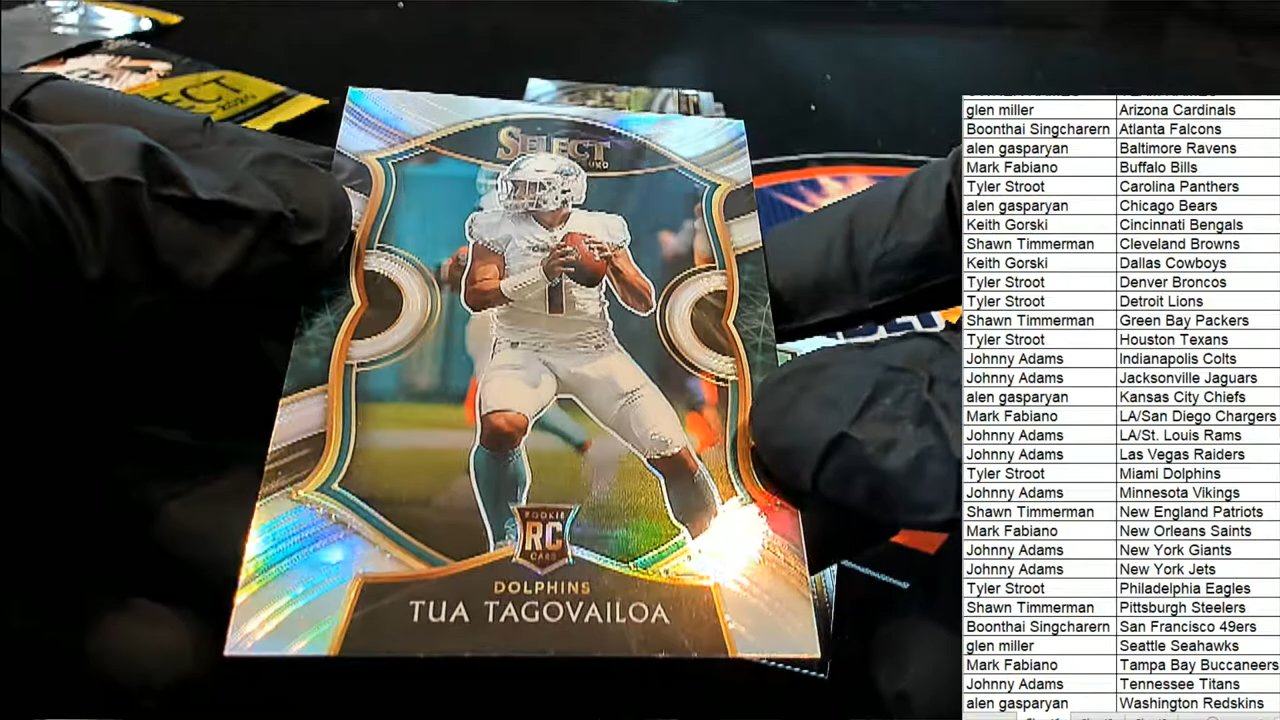 ECT
2020
SELECT
ROOKIE
RC
CARD
DOLPHINS
TUA TAGOVAILOA
glen miller Arizona Cardinals
Boonthai Singcharern Atlanta Falcons
alen gasparyan Baltimore Ravens
Mark Fabiano Buffalo Bills
Tyler Stroot Carolina Panthers
alen gasparyan Chicago Bears
Keith Gorski Cincinnati Bengals
Shawn Timmerman Cleveland Browns
Keith Gorski Dallas Cowboys
Tyler Stroot Denver Broncos
Tyler Stroot Detroit Lions
Shawn Timmerman Green Bay Packers
Tyler Stroot Houston Texans
Johnny Adams Indianapolis Colts
Johnny Adams Jacksonville Jaguars
alen gasparyan Kansas City Chiefs
Mark Fabiano LA/San Diego Chargers
Johnny Adams LA/St. Louis Rams
Johnny Adams Las Vegas Raiders
Tyler Stroot Miami Dolphins
Johnny Adams Minnesota Vikings
Shawn Timmerman New England Patriots
Mark Fabiano New Orleans Saints
Johnny Adams New York Giants
Johnny Adams New York Jets
Tyler Stroot Philadelphia Eagles
Shawn Timmerman Pittsburgh Steelers
Boonthai Singcharern San Francisco 49ers
glen miller Seattle Seahawks
Mark Fabiano Tampa Bay Buccaneers
Johnny Adams Tennessee Titans
alen gasparyan Washington Redskins